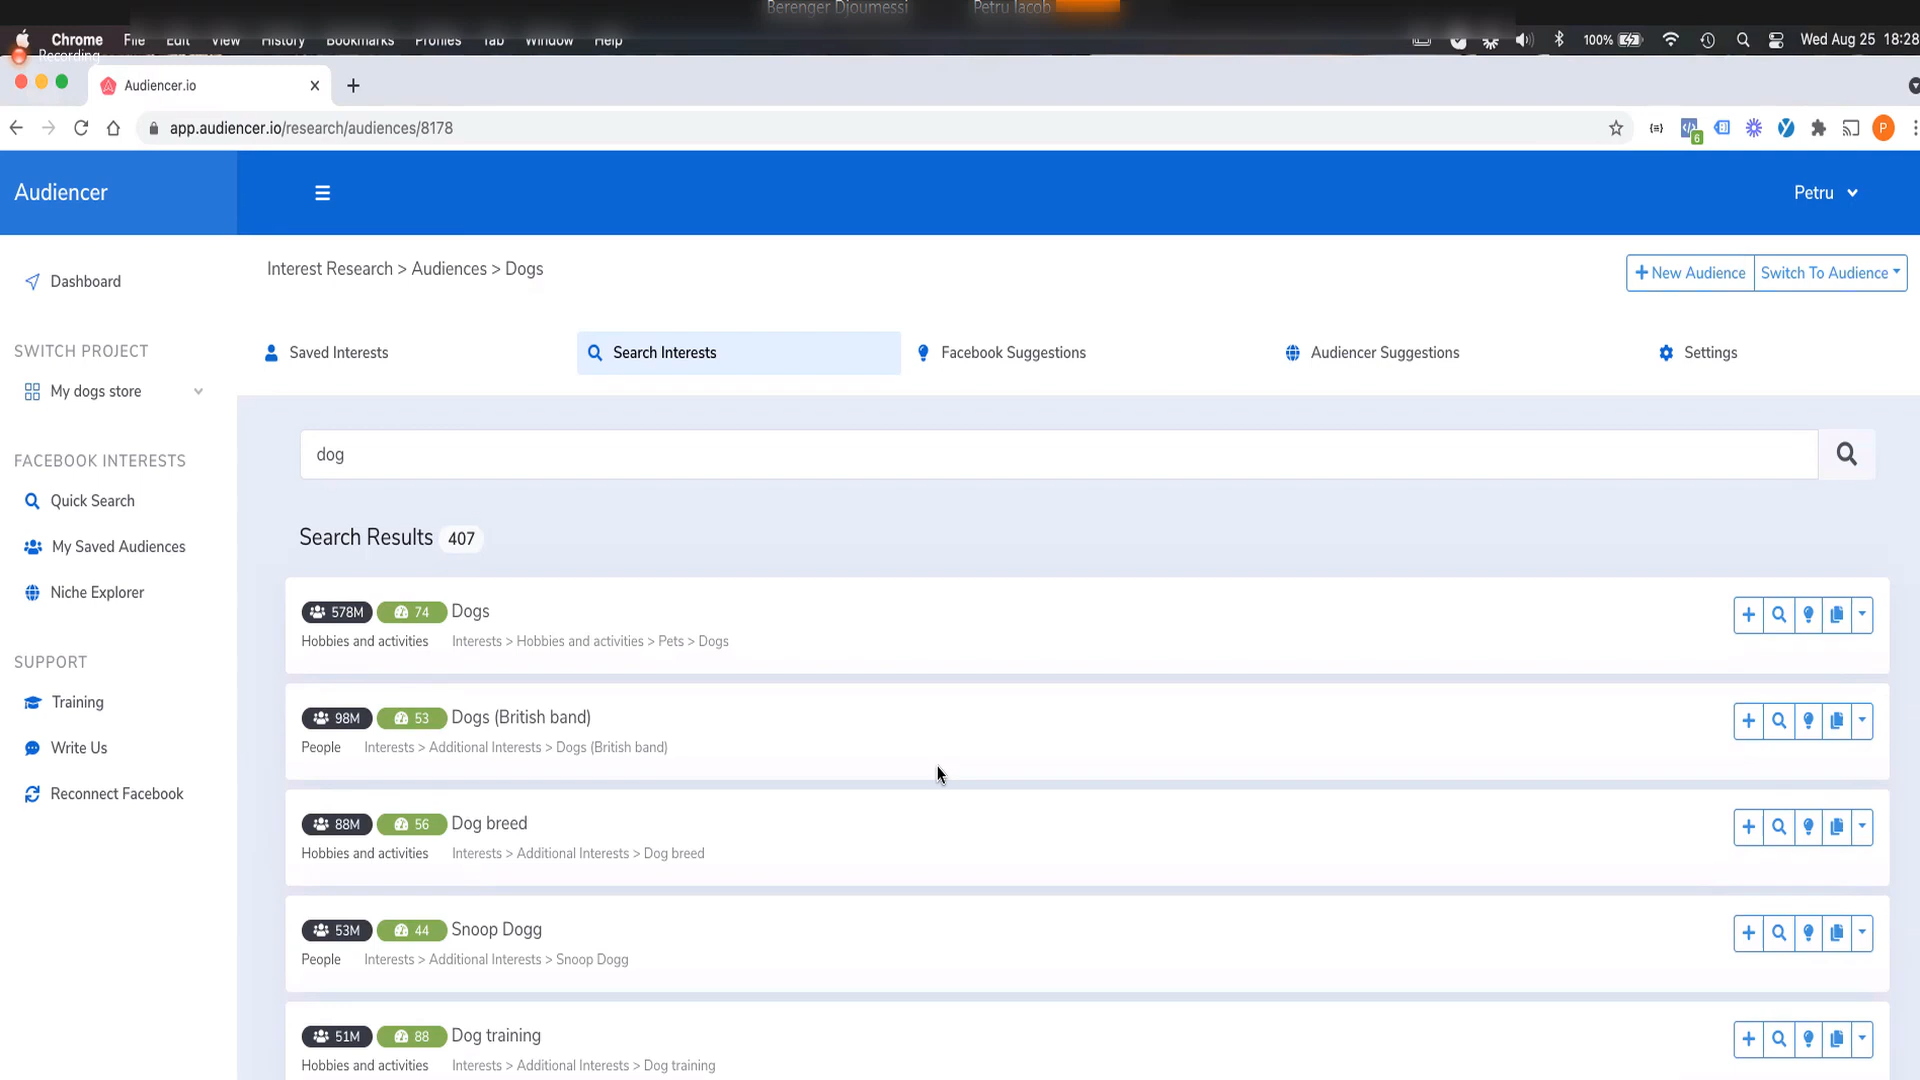 Berenger Djoumessi Petru Iacob
Chrome File Edit View History Bookmarks Profiles Tab Window Help 100% Wed Aug 25 18:28
Recording
Audiencer.io
app.audiencer.io/research/audiences/8178
6
P
Audiencer
Petru
Interest Research > Audiences > Dogs
New Audience Switch To Audience
Dashboard
SWITCH PROJECT
My dogs store
FACEBOOK INTERESTS
Quick Search
My Saved Audiences
Niche Explorer
SUPPORT
Training
Write Us
Reconnect Facebook
Saved Interests Search Interests Facebook Suggestions Audiencer Suggestions Settings
dog
Search Results 407
578M 74 Dogs
Hobbies and activities Interests > Hobbies and activities > Pets > Dogs
98M 53 Dogs (British band)
People Interests > Additional Interests > Dogs (British band)
88M 56 Dog breed
Hobbies and activities Interests > Additional Interests > Dog breed
53M 44 Snoop Dogg
People Interests > Additional Interests > Snoop Dogg
51M 88 Dog training
Hobbies and activities Interests > Additional Interests > Dog training